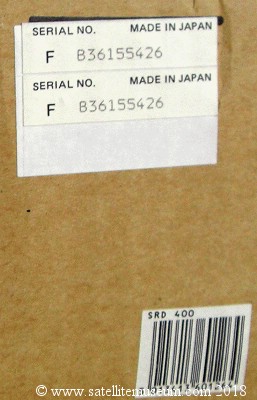 SERIAL NO. MADE IN JAPAN
F B36155426
SERIAL NO. MADE IN JAPAN
F B36155426
SRD 400
© www.satellitemuseum.com 2018